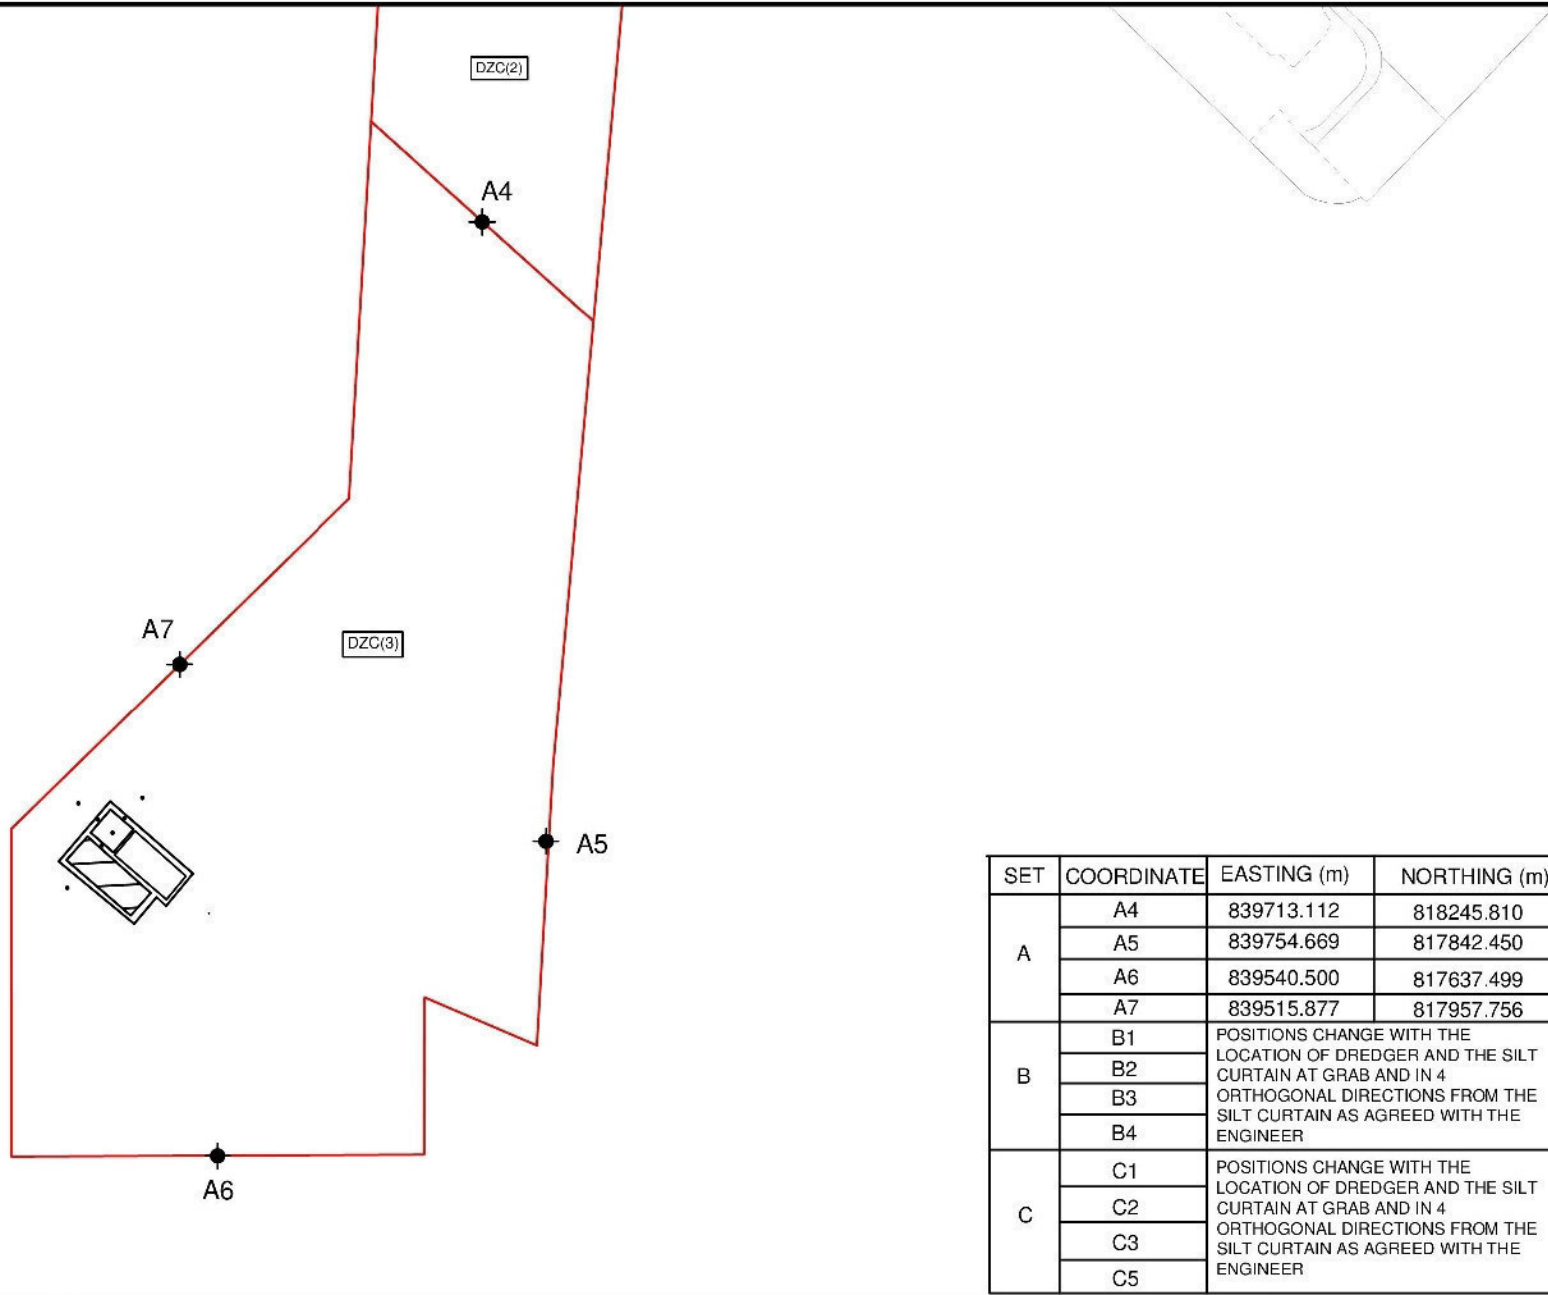 DZC(2)
A4
A7
DZC(3)
A5
A6
SET COORDINATE EASTING (m) NORTHING (m)
A
A4 839713.112 818245.810
A5 839754.669 817842.450
A6 839540.500 817637.499
A7 839515.877 817957.756
B
B1
B2
B3
B4
POSITIONS CHANGE WITH THE
LOCATION OF DREDGER AND THE SILT
CURTAIN AT GRAB AND IN 4
ORTHOGONAL DIRECTIONS FROM THE
SILT CURTAIN AS AGREED WITH THE
ENGINEER
C
C1
C2
C3
C5
POSITIONS CHANGE WITH THE
LOCATION OF DREDGER AND THE SILT
CURTAIN AT GRAB AND IN 4
ORTHOGONAL DIRECTIONS FROM THE
SILT CURTAIN AS AGREED WITH THE
ENGINEER